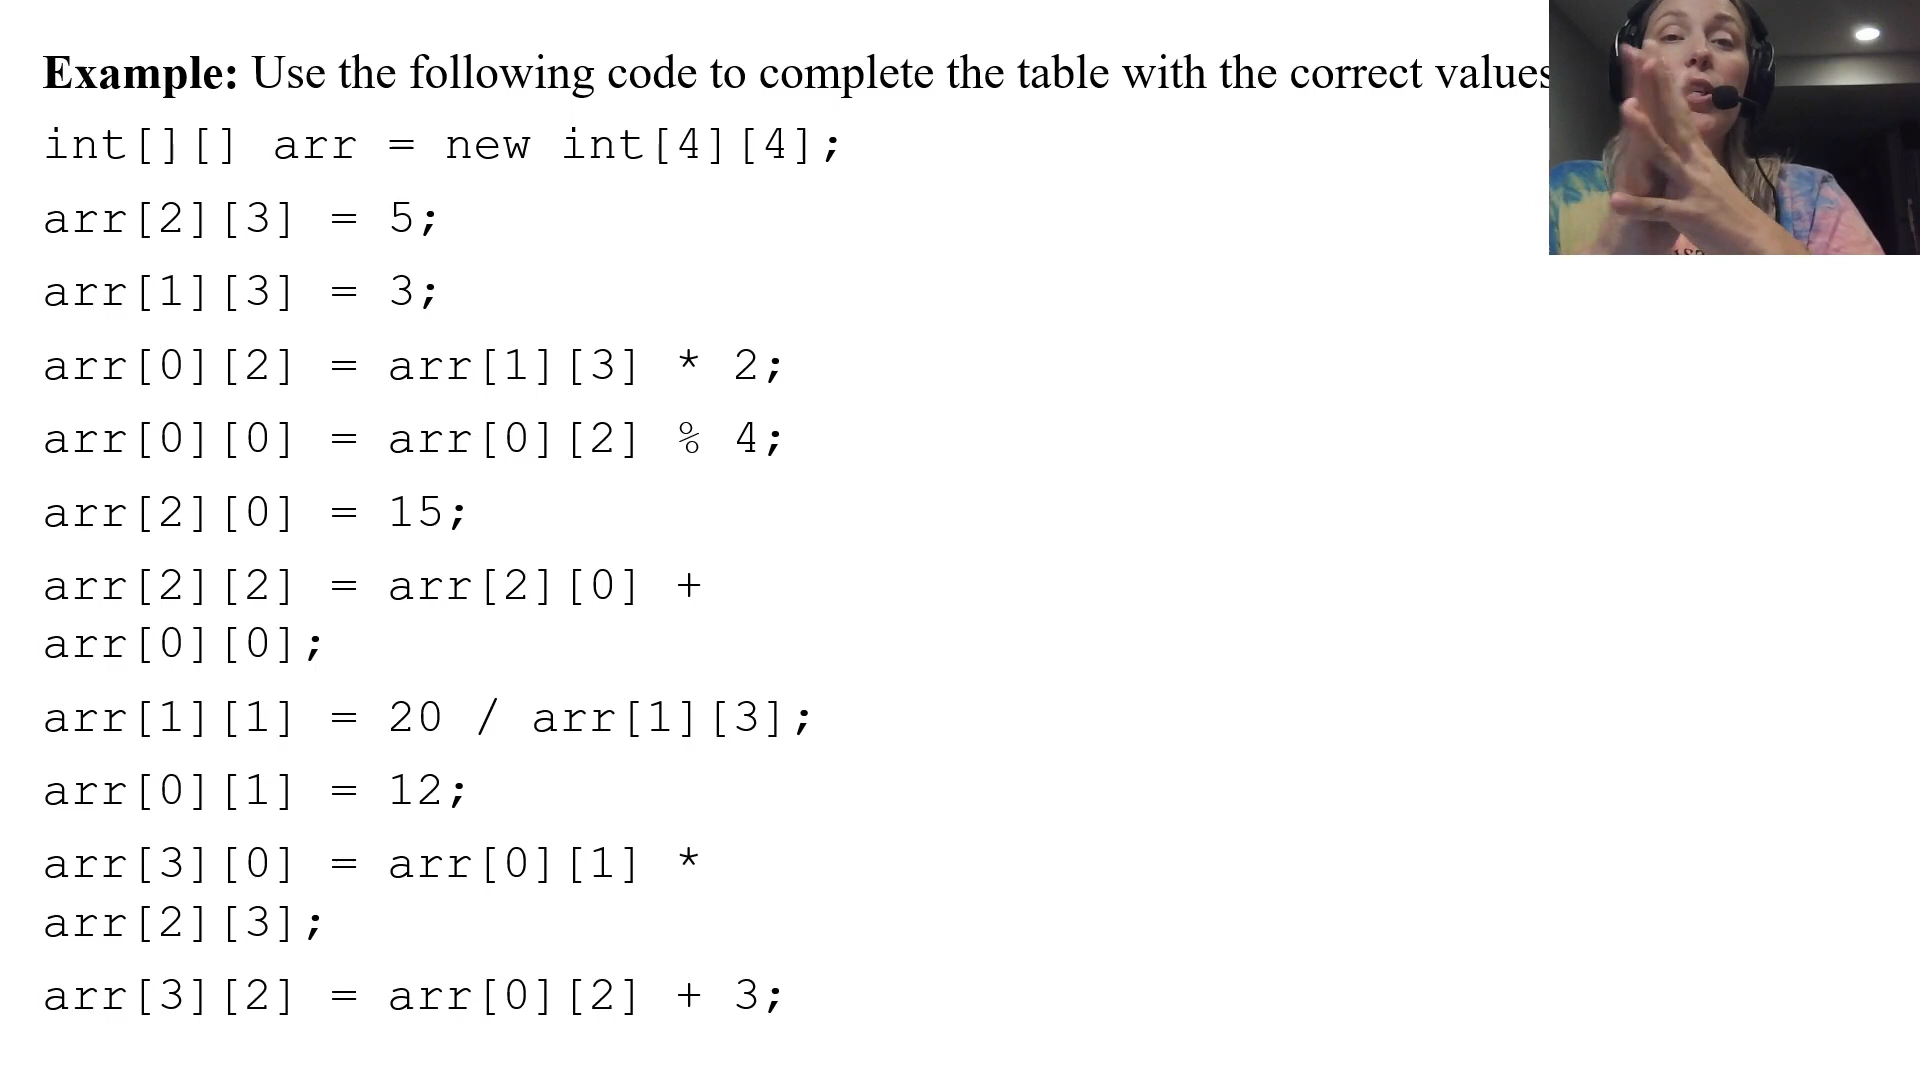 Example: Use the following code to complete the table with the correct values
int[][] arr = new int[4][4];
arr[2][3] = 5;
arr[1][3] = 3;
arr[0][2] = arr[1][3] * 2;
arr[0][0] = arr[0][2] % 4;
arr[2][0] = 15;
arr[2][2] = arr[2][0] +
arr[0][0];
arr[1][1] = 20 / arr[1][3];
arr[0][1] = 12;
arr[3][0] = arr[0][1] *
arr[2][3];
arr[3][2] = arr[0][2] + 3;